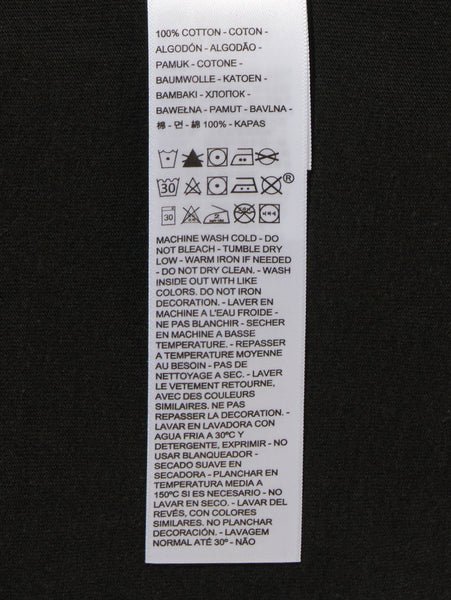 100% COTTON - COTON -
ALGODÓN - ALGODÃO -
PAMUK - COTONE -
BAUMWOLLE - KATOEN -
BAMBAKI - ХЛОПОК -
BAWEŁNA - PAMUT - BAVLNA -
棉 - 면 - 綿 100% - KAPAS
30
®
30
MACHINE WASH COLD - DO
NOT BLEACH - TUMBLE DRY
LOW - WARM IRON IF NEEDED
- DO NOT DRY CLEAN. - WASH
INSIDE OUT WITH LIKE
COLORS. DO NOT IRON
DECORATION. - LAVER EN
MACHINE A L'EAU FROIDE -
NE PAS BLANCHIR - SECHER
EN MACHINE A BASSE
TEMPERATURE. - REPASSER
A TEMPERATURE MOYENNE
AU BESOIN - PAS DE
NETTOYAGE A SEC. - LAVER
LE VETEMENT RETOURNE,
AVEC DES COULEURS
SIMILAIRES. NE PAS
REPASSER LA DECORATION. -
LAVAR EN LAVADORA CON
AGUA FRIA A 30ºC Y
DETERGENTE, EXPRIMIR - NO
USAR BLANQUEADOR -
SECADO SUAVE EN
SECADORA - PLANCHAR EN
TEMPERATURA MEDIA A
150ºC SI ES NECESARIO - NO
LAVAR EN SECO. - LAVAR DEL
REVÉS, CON COLORES
SIMILARES. NO PLANCHAR
DECORACIÓN. - LAVAGEM
NORMAL ATÉ 30º - NÃO